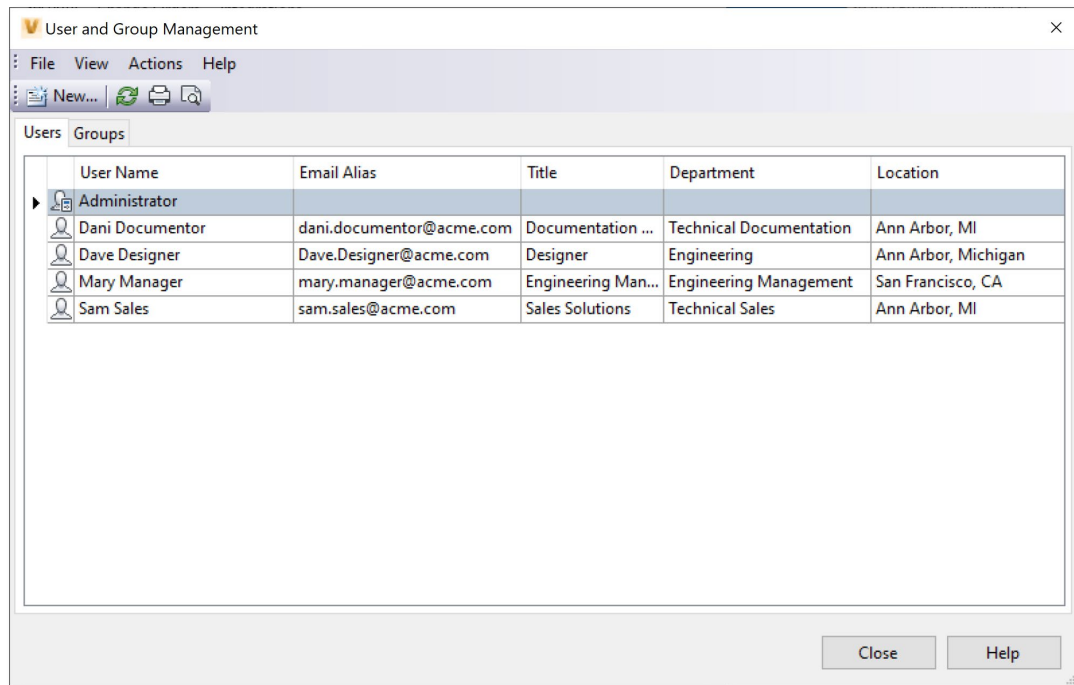 User and Group Management
File View Actions Help
New...
Users Groups
User Name Email Alias Title Department Location
Administrator
Dani Documentor dani.documentor@acme.com Documentation ... Technical Documentation Ann Arbor, MI
Dave Designer Dave.Designer@acme.com Designer Engineering Ann Arbor, Michigan
Mary Manager mary.manager@acme.com Engineering Man... Engineering Management San Francisco, CA
Sam Sales sam.sales@acme.com Sales Solutions Technical Sales Ann Arbor, MI
Close Help